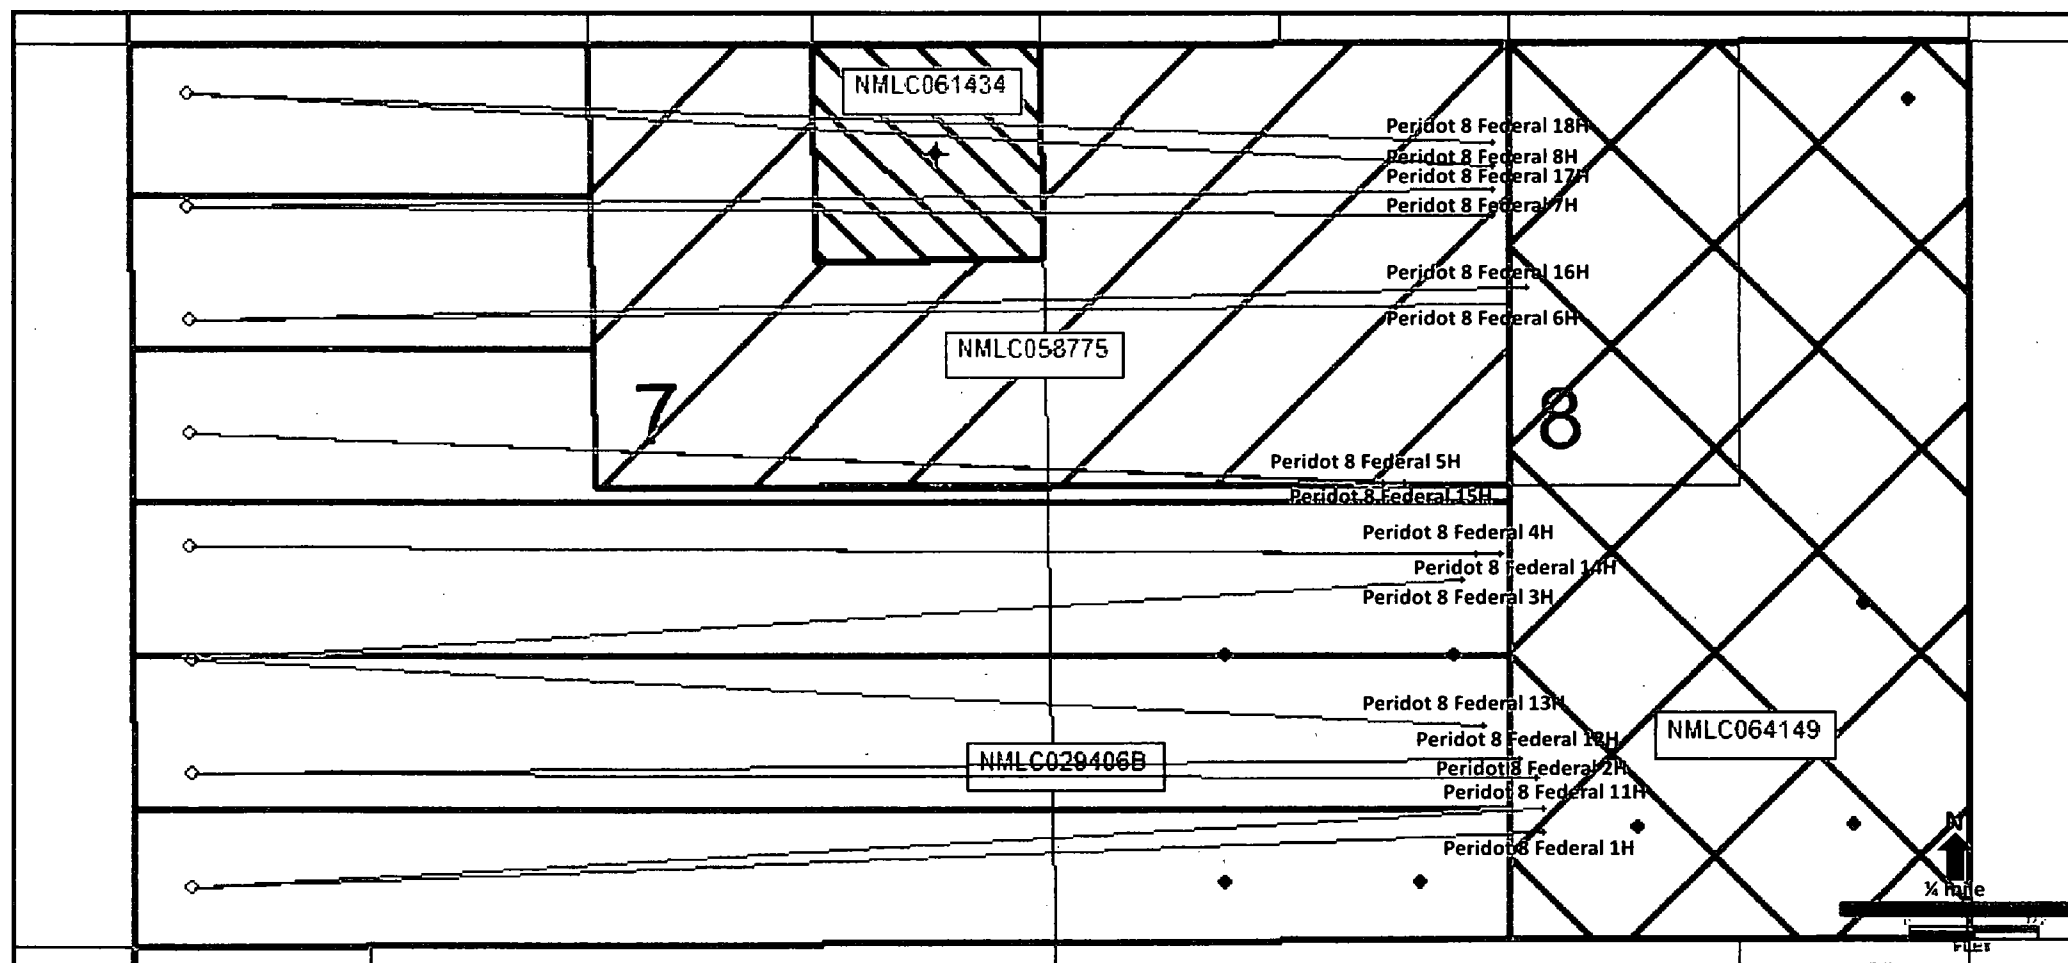 NMLC061434
Peridot 8 Federal 18H
Peridot 8 Federal 8H
Peridot 8 Federal 17H
Peridot 8 Federal 7H
Peridot 8 Federal 16H
Peridot 8 Federal 6H
NMLC058775
7
8
Peridot 8 Federal 5H
Peridot 8 Federal 15H
Peridot 8 Federal 4H
Peridot 8 Federal 14H
Peridot 8 Federal 3H
Peridot 8 Federal 13H
NMLC064149
Peridot 8 Federal 12H
NMLC029406B
Peridot 8 Federal 2H
Peridot 8 Federal 11H
N
Peridot 8 Federal 1H
¼ mile
FEET